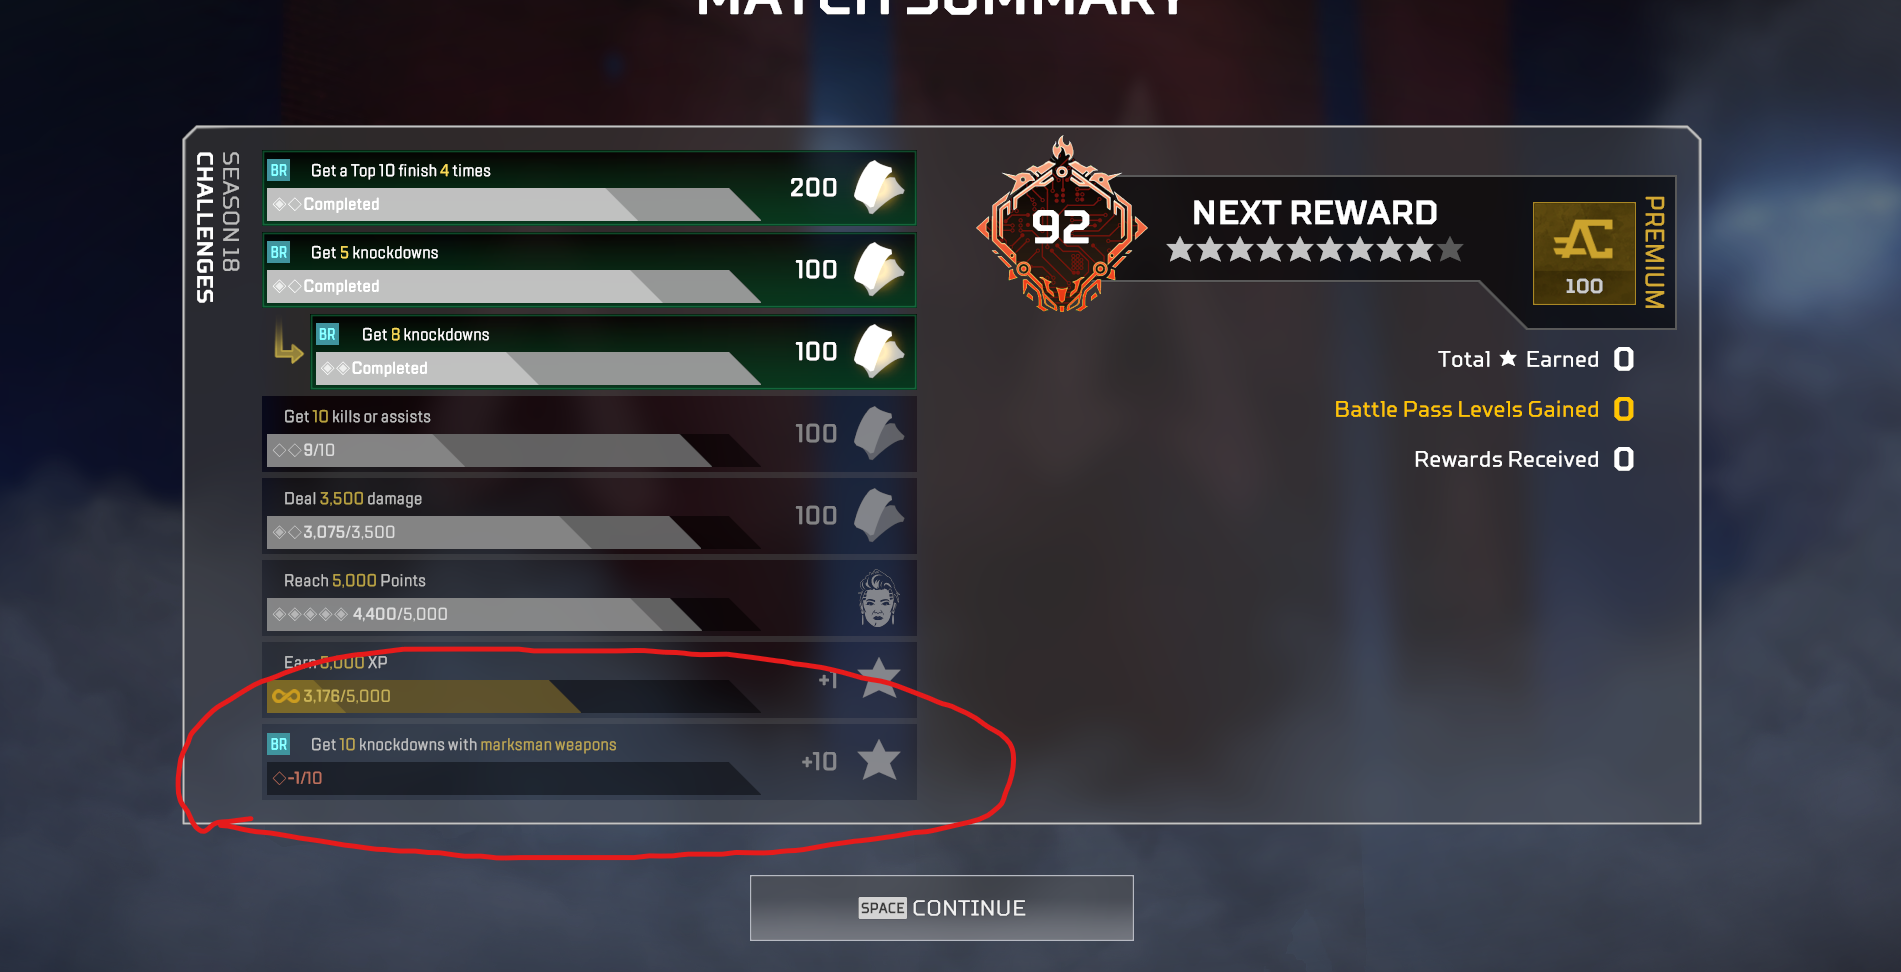 MATCH SUMMARY
SEASON 18
CHALLENGES
BR Get a Top 10 finish 4 times
Completed
200
BR Get 5 knockdowns
Completed
100
BR Get 8 knockdowns
Completed
100
Get 10 kills or assists
9/10
100
Deal 3,500 damage
3,075/3,500
100
Reach 5,000 Points
4,400/5,000
Earn 5,000 XP
3,176/5,000
+1
BR Get 10 knockdowns with marksman weapons
-1/10
+10
92
NEXT REWARD
100
PREMIUM
Total ★ Earned 0
Battle Pass Levels Gained 0
Rewards Received 0
SPACE CONTINUE